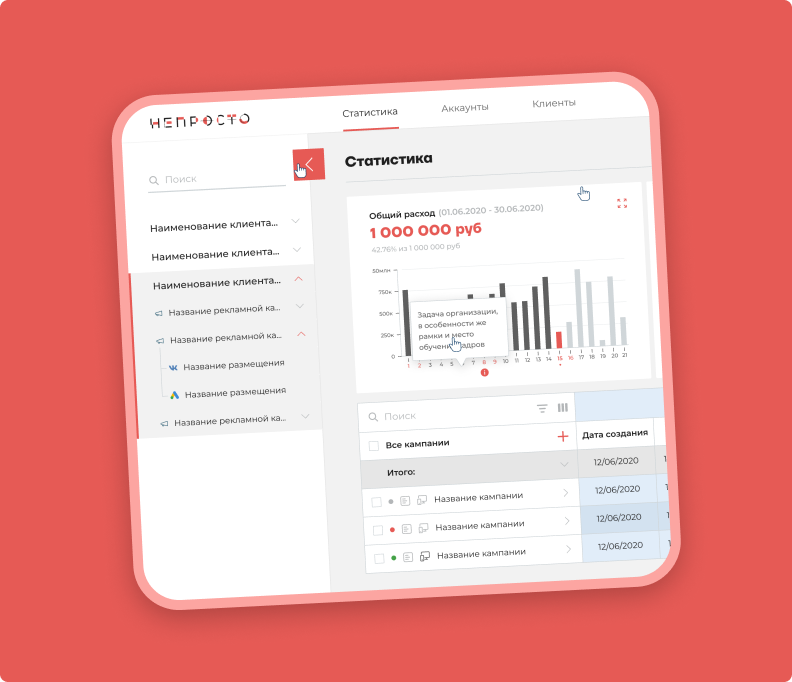 НЕПРОСТО
Статистика
Аккаунты
Клиенты
Поиск
Наименование клиента...
Наименование клиента...
Наименование клиента...
Название рекламной ка...
Название рекламной ка...
Название размещения
Название размещения
Название рекламной ка...
Статистика
Общий расход (01.06.2020 - 30.06.2020)
1 000 000 руб
42.76% из 1 000 000 руб
50млн
750к
500к
250к
0
Задача организации,
в особенности же
рамки и место
обучения кадров
1 2 3 4 5 6 7 8 9 10 11 12 13 14 15 16 17 18 19 20 21
Поиск
Все кампании
Дата создания
Итого:
12/06/2020
Название кампании
12/06/2020
Название кампании
12/06/2020
Название кампании
12/06/2020